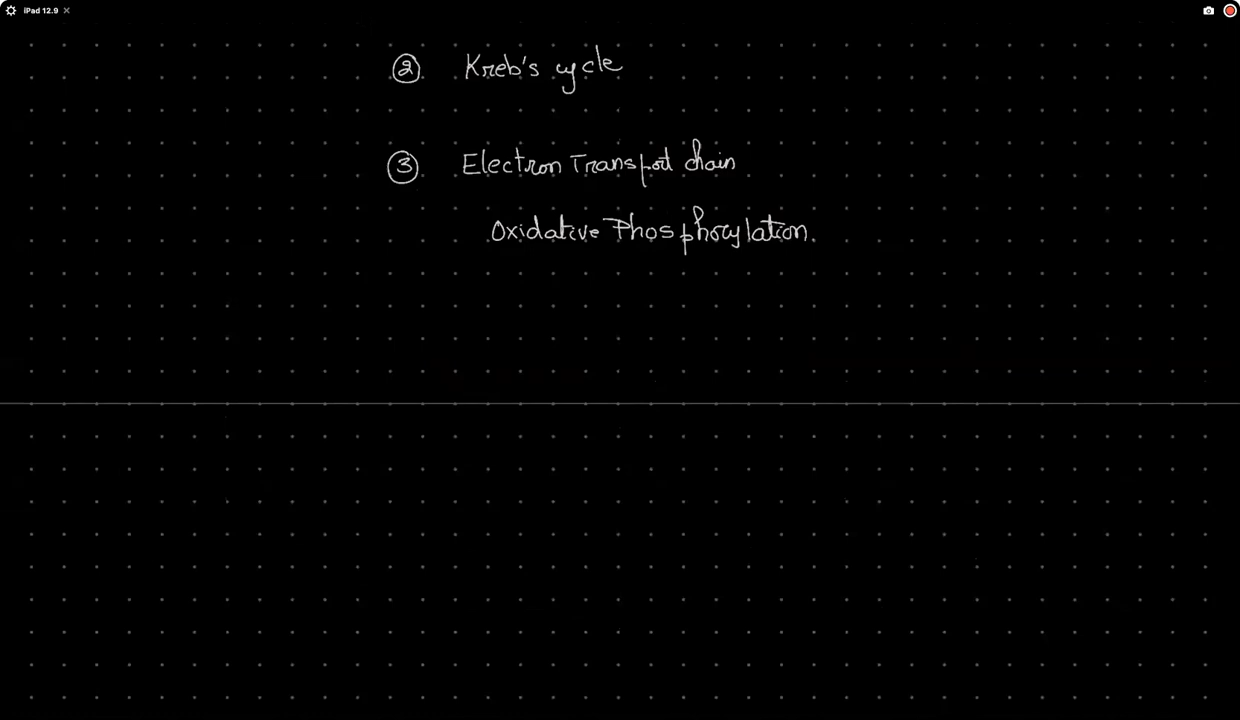 iPad 12.9
② Kreb's cycle
③ Electron Transport chain
Oxidative Phosphorylation.